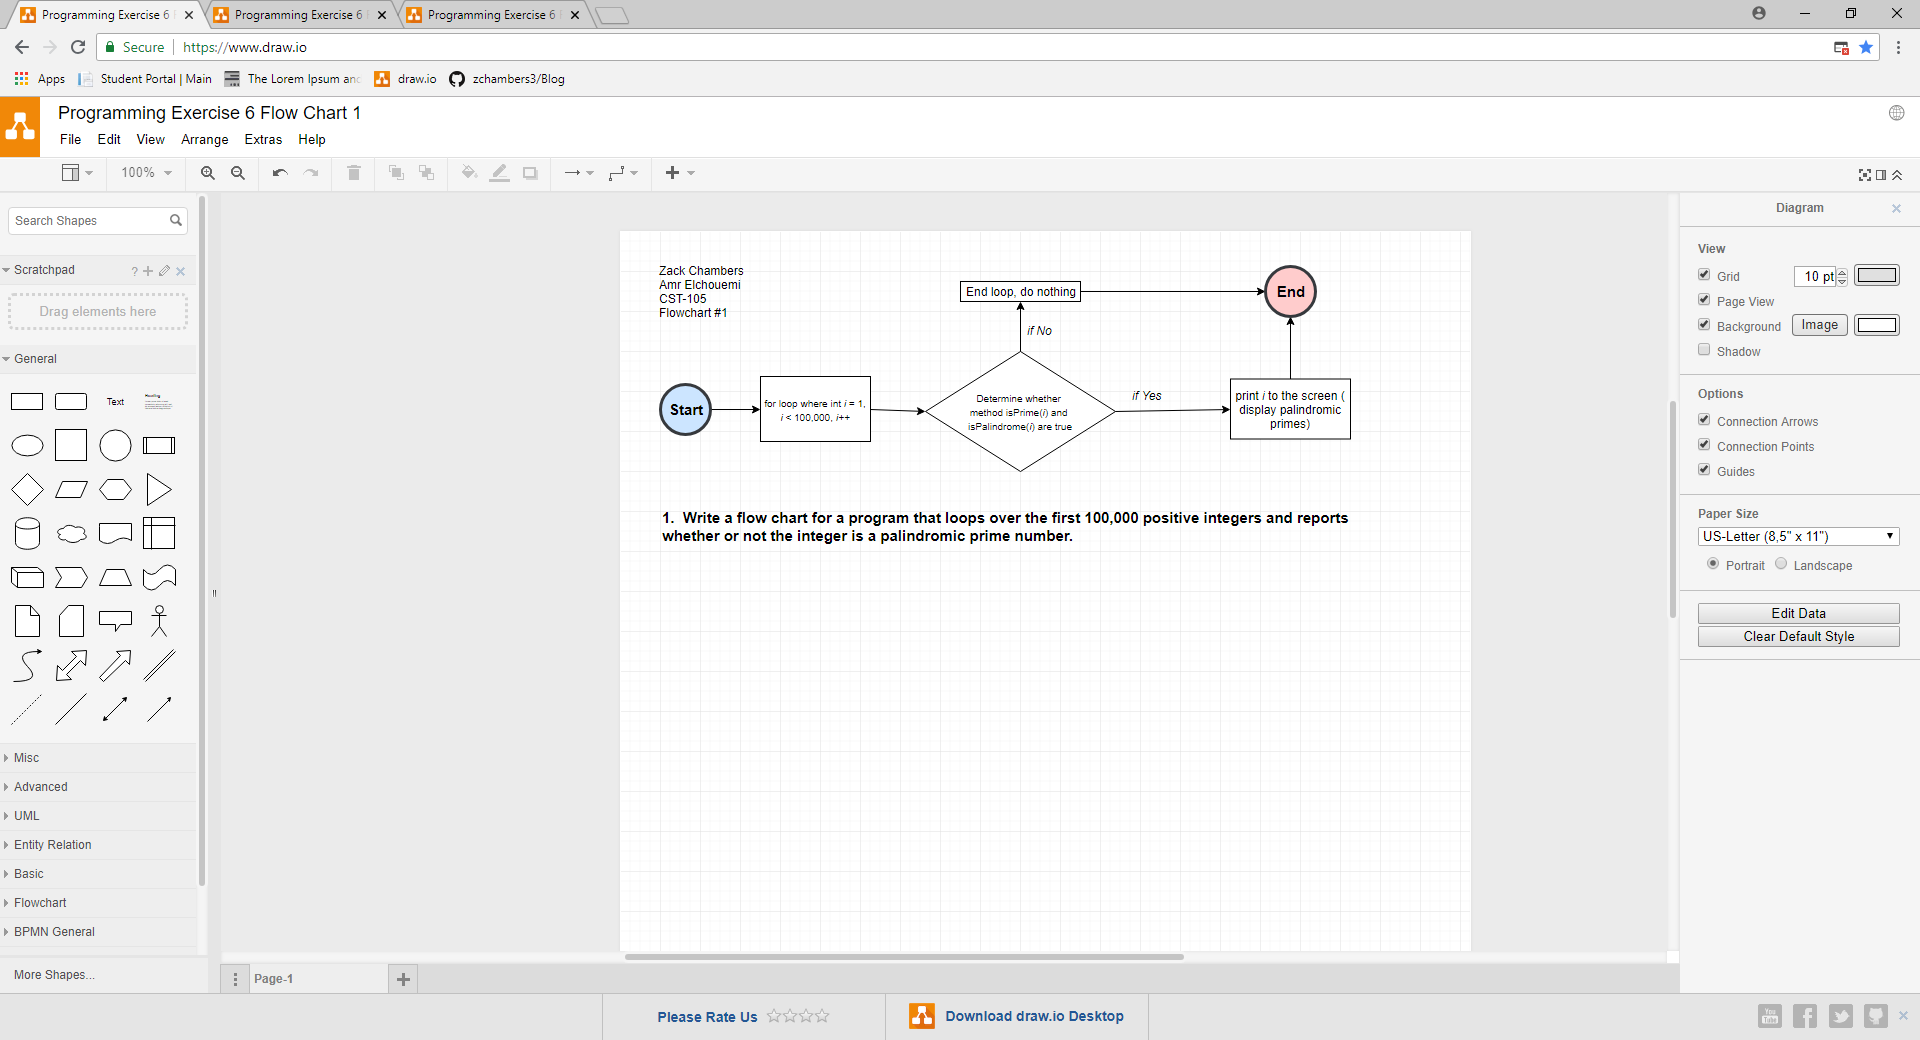 Programming Exercise 6
Programming Exercise 6
Programming Exercise 6
Secure https://www.draw.io
Apps Student Portal | Main The Lorem Ipsum an draw.io zchambers3/Blog
Programming Exercise 6 Flow Chart 1
File Edit View Arrange Extras Help
100%
Search Shapes
Scratchpad ?
Drag elements here
General
Text
Heading
Misc
Advanced
UML
Entity Relation
Basic
Flowchart
BPMN General
More Shapes...
Zack Chambers
Amr Elchouemi
CST-105
Flowchart #1
End loop, do nothing
End
if No
Start
for loop where int i = 1,
i < 100,000, i++
Determine whether
method isPrime(i) and
isPalindrome(i) are true
if Yes
print i to the screen (
display palindromic
primes)
1. Write a flow chart for a program that loops over the first 100,000 positive integers and reports
whether or not the integer is a palindromic prime number.
Page-1
Diagram
View
Grid 10 pt
Page View
Background Image
Shadow
Options
Connection Arrows
Connection Points
Guides
Paper Size
US-Letter (8,5" x 11")
Portrait Landscape
Edit Data
Clear Default Style
Please Rate Us
Download draw.io Desktop
You
Tube